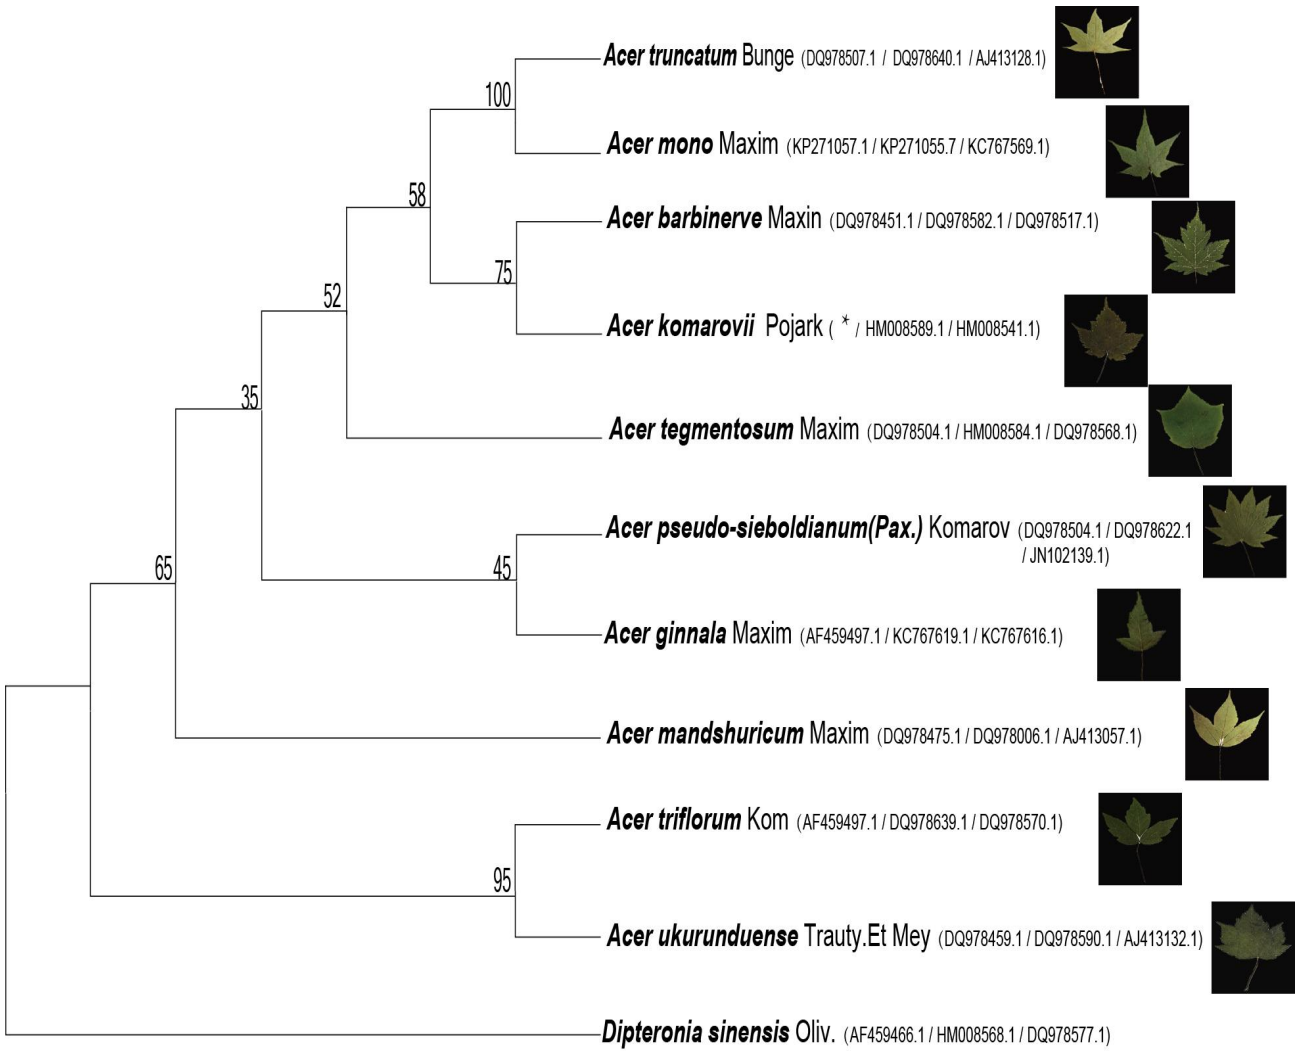 Acer truncatum Bunge (DQ978507.1 / DQ978640.1 / AJ413128.1)
100
Acer mono Maxim (KP271057.1 / KP271055.7 / KC767569.1)
58
Acer barbinerve Maxin (DQ978451.1 / DQ978582.1 / DQ978517.1)
75
52
Acer komarovii Pojark ( * / HM008589.1 / HM008541.1)
35
Acer tegmentosum Maxim (DQ978504.1 / HM008584.1 / DQ978568.1)
Acer pseudo-sieboldianum(Pax.) Komarov (DQ978504.1 / DQ978622.1
/ JN102139.1)
65
45
Acer ginnala Maxim (AF459497.1 / KC767619.1 / KC767616.1)
Acer mandshuricum Maxim (DQ978475.1 / DQ978006.1 / AJ413057.1)
Acer triflorum Kom (AF459497.1 / DQ978639.1 / DQ978570.1)
95
Acer ukurunduense Trauty.Et Mey (DQ978459.1 / DQ978590.1 / AJ413132.1)
Dipteronia sinensis Oliv. (AF459466.1 / HM008568.1 / DQ978577.1)